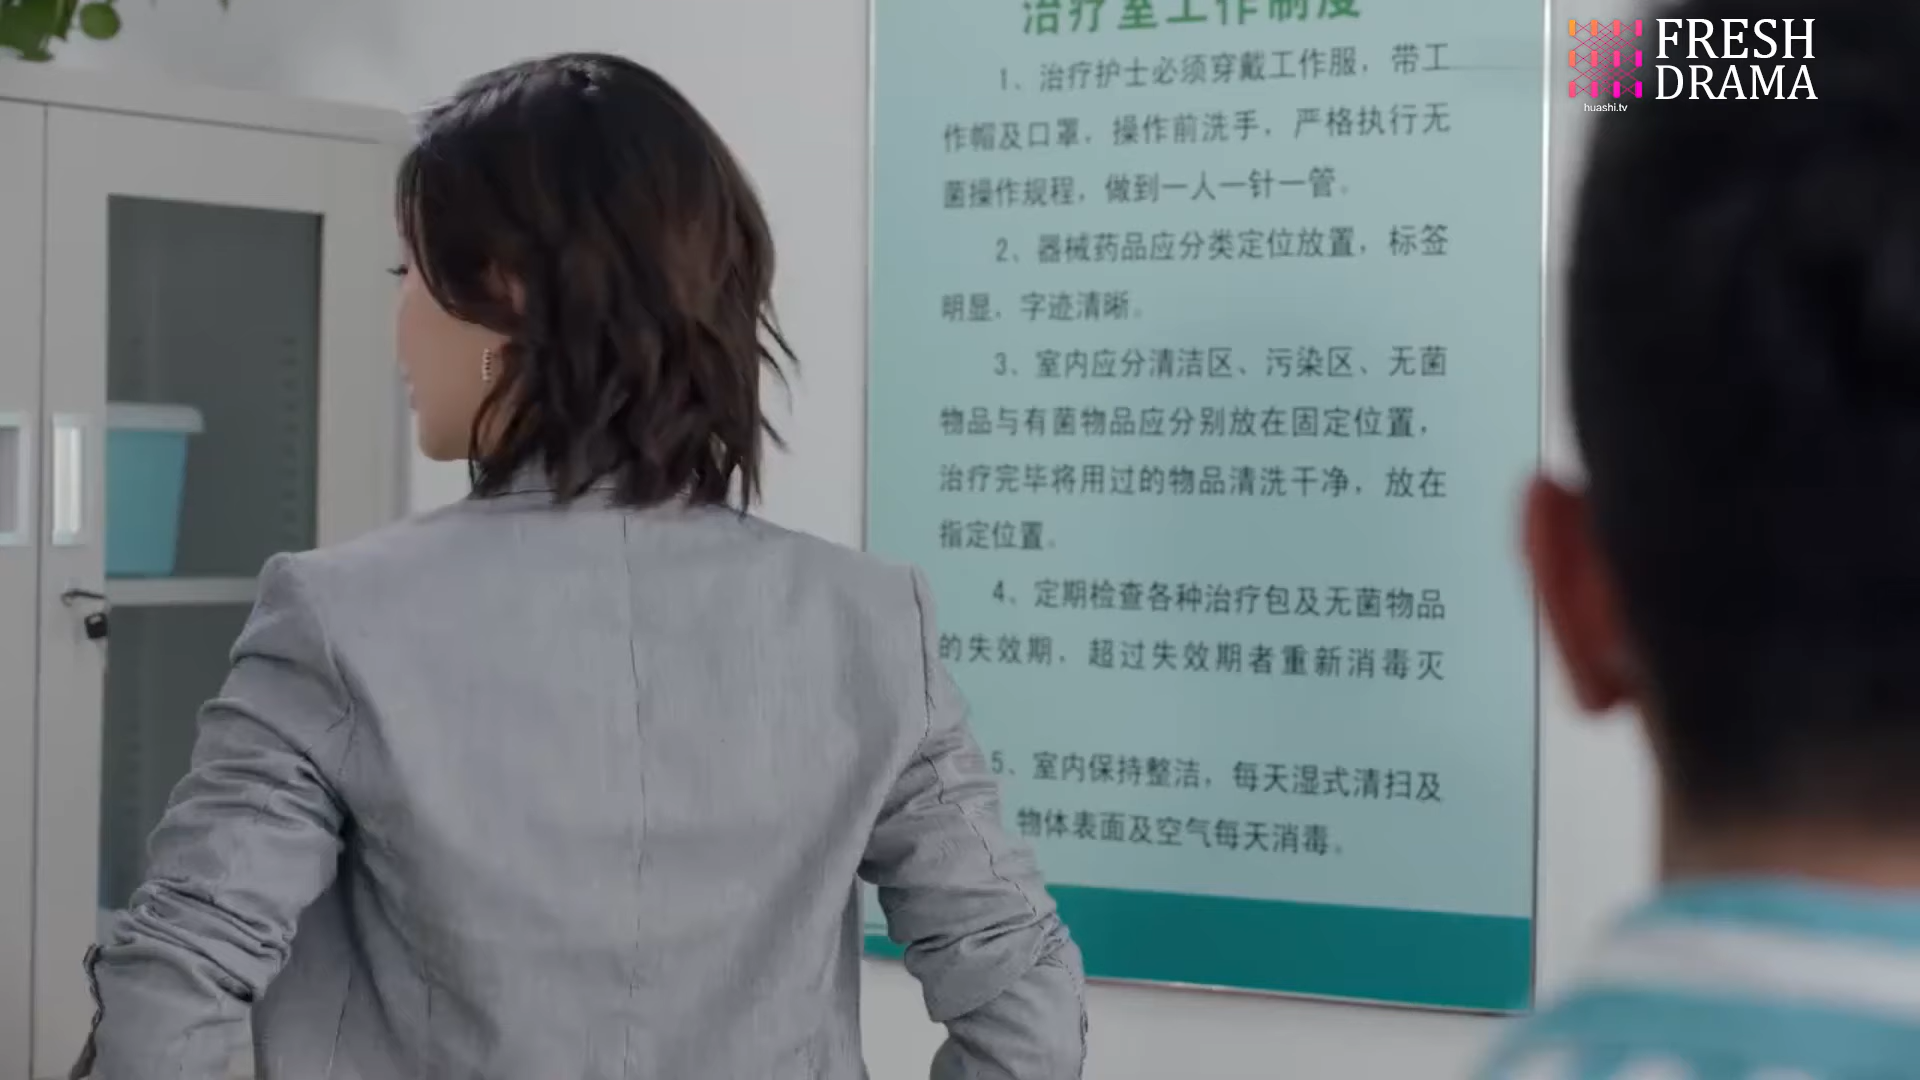 治疗室工作制度
1、治疗护士必须穿戴工作服，带工
作帽及口罩，操作前洗手，严格执行无
菌操作规程，做到一人一针一管。
2、器械药品应分类定位放置，标签
明显，字迹清晰。
3、室内应分清洁区、污染区、无菌
物品与有菌物品应分别放在固定位置，
治疗完毕将用过的物品清洗干净，放在
指定位置。
4、定期检查各种治疗包及无菌物品
的失效期，超过失效期者重新消毒灭
5、室内保持整洁，每天湿式清扫及
物体表面及空气每天消毒。
FRESH
DRAMA
huashi.tv